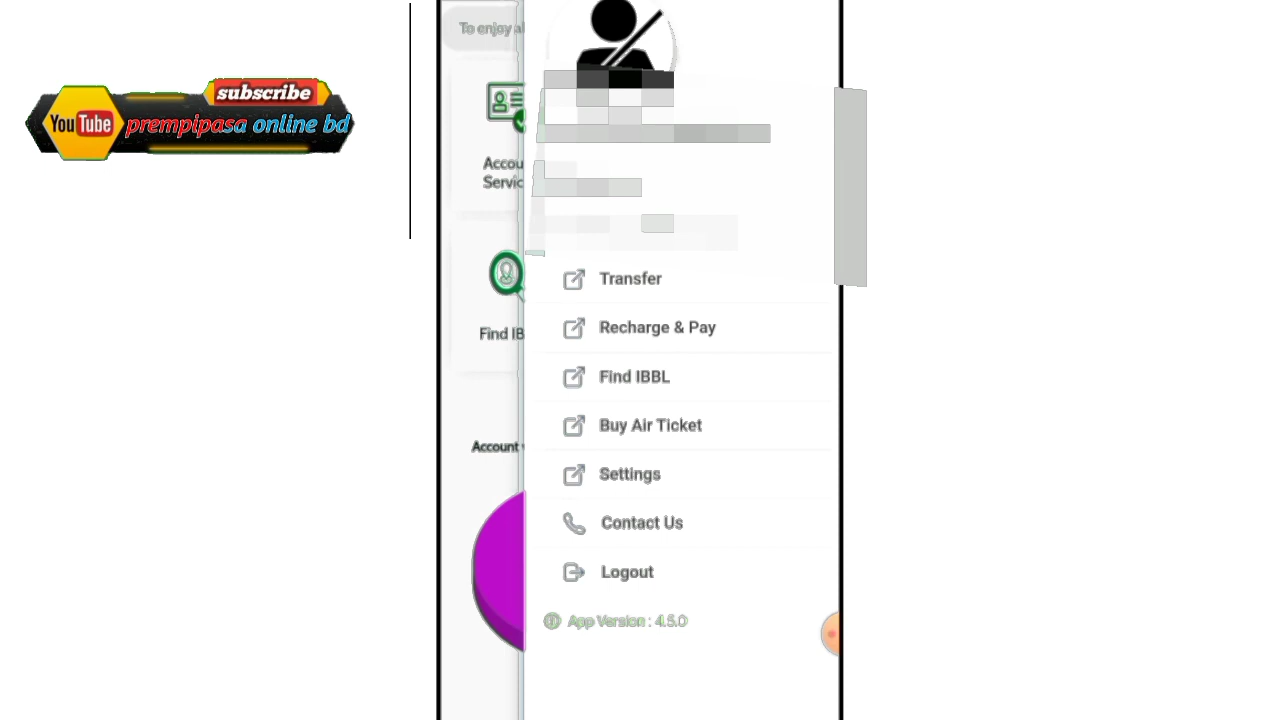 To enjoy al
subscribe
YouTube prempipasa online bd
Accou
Servic
Find IB
Account
Transfer
Recharge & Pay
Find IBBL
Buy Air Ticket
Settings
Contact Us
Logout
App Version : 4.5.0